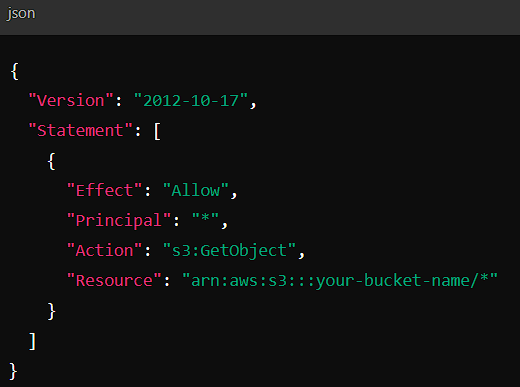 json
{
  "Version": "2012-10-17",
  "Statement": [
    {
      "Effect": "Allow",
      "Principal": "*",
      "Action": "s3:GetObject",
      "Resource": "arn:aws:s3:::your-bucket-name/*"
    }
  ]
}